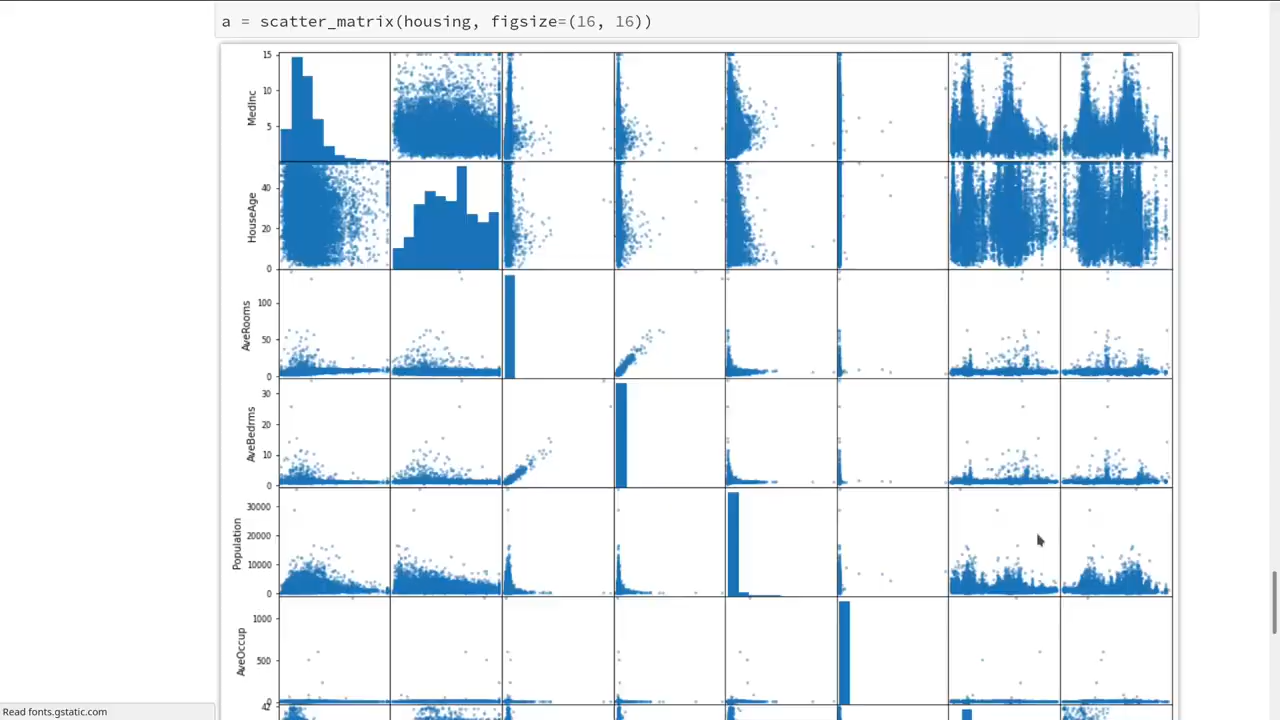 a = scatter_matrix(housing, figsize=(16, 16))
15
10
5
MedInc
40
20
0
HouseAge
100
50
0
AveRooms
30
20
10
0
AveBedrms
30000
20000
10000
0
Population
1000
500
0
AveOccup
42
Read fonts.gstatic.com